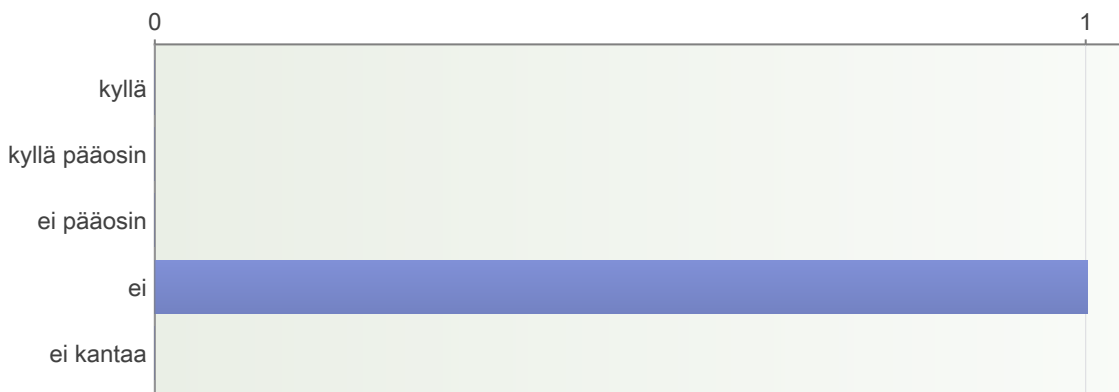 0 1
kyllä
kyllä pääosin
ei pääosin
ei
ei kantaa